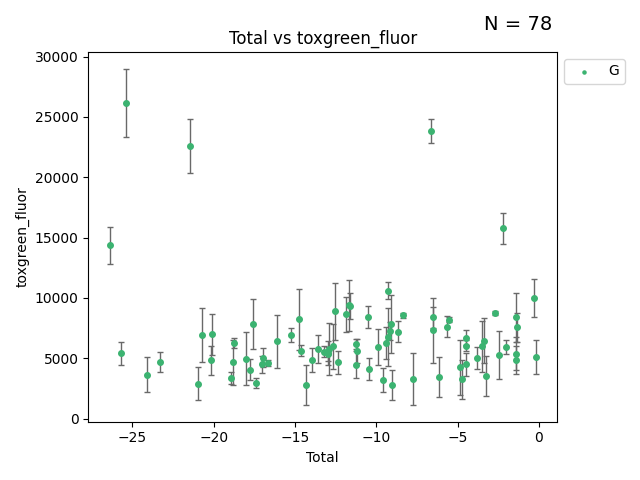 N = 78
Total vs toxgreen_fluor
G
toxgreen_fluor
30000
25000
20000
15000
10000
5000
0
−25 −20 −15 −10 −5 0
Total